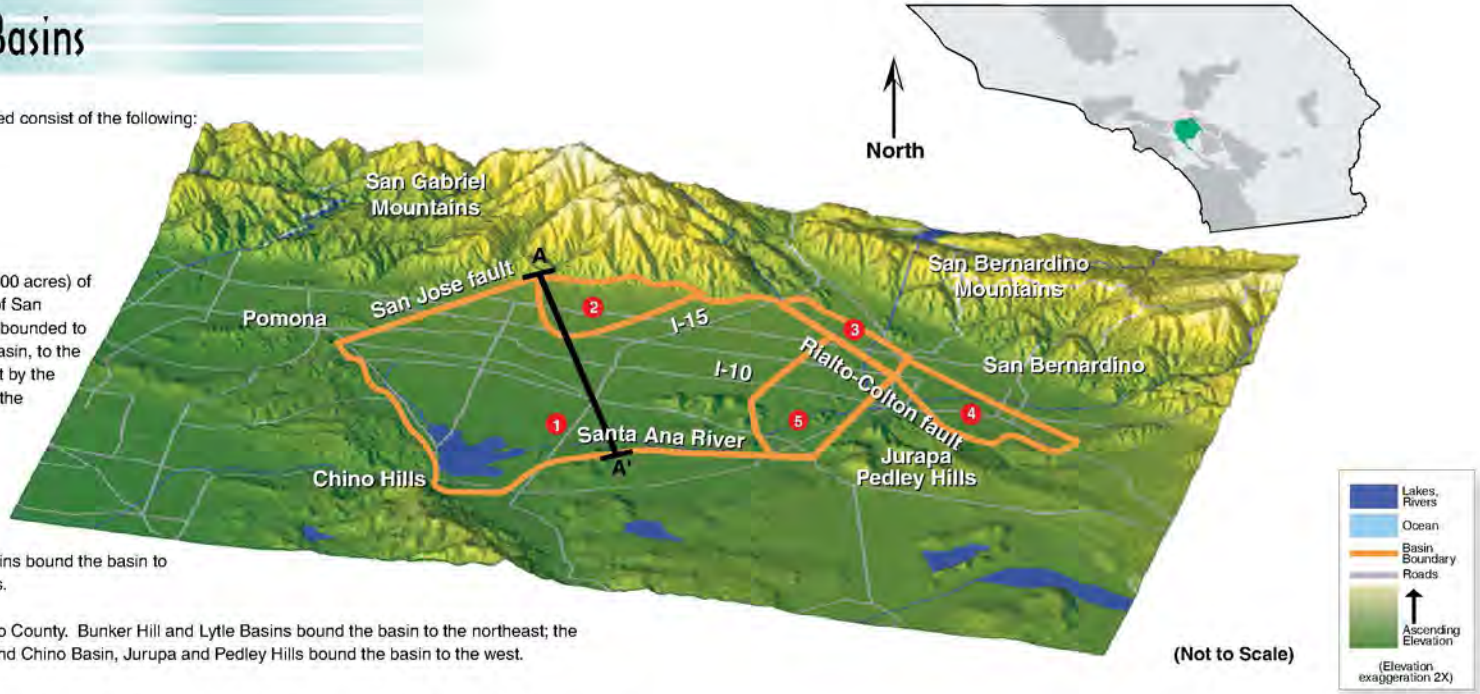 Basins
ed consist of the following:
00 acres) of
of San
bounded to
asin, to the
t by the
the
ins bound the basin to
s.
o County. Bunker Hill and Lytle Basins bound the basin to the northeast; the
nd Chino Basin, Jurupa and Pedley Hills bound the basin to the west.
North
San Gabriel
Mountains
San Bernardino
Mountains
A
San Jose fault
Pomona
2
I-15
3
Rialto-Colton fault
San Bernardino
I-10
4
1
5
Santa Ana River
A'
Jurapa
Pedley Hills
Chino Hills
(Not to Scale)
Lakes,
Rivers
Ocean
Basin
Boundary
Roads
Ascending
Elevation
(Elevation
exaggeration 2X)